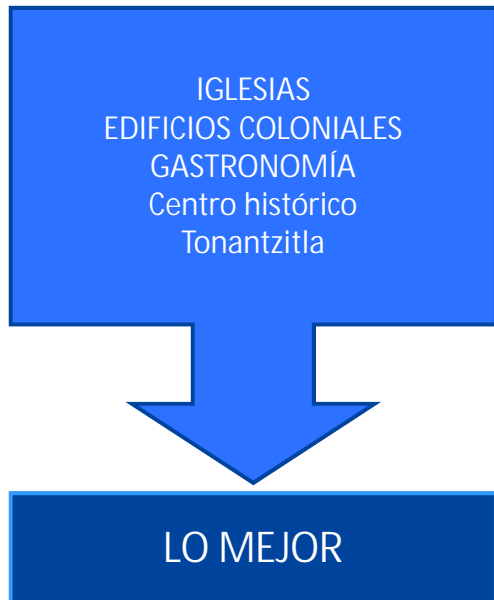 IGLESIAS
EDIFICIOS COLONIALES
GASTRONOMÍA
Centro histórico
Tonantzitla
LO MEJOR